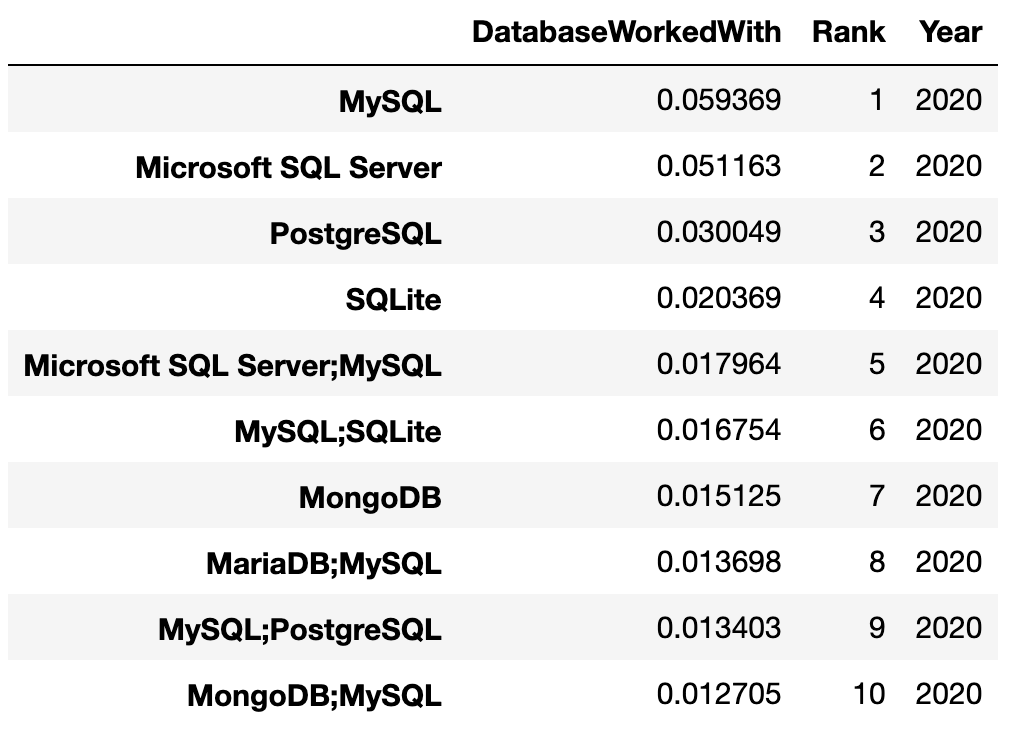 DatabaseWorkedWith Rank Year
MySQL 0.059369 1 2020
Microsoft SQL Server 0.051163 2 2020
PostgreSQL 0.030049 3 2020
SQLite 0.020369 4 2020
Microsoft SQL Server;MySQL 0.017964 5 2020
MySQL;SQLite 0.016754 6 2020
MongoDB 0.015125 7 2020
MariaDB;MySQL 0.013698 8 2020
MySQL;PostgreSQL 0.013403 9 2020
MongoDB;MySQL 0.012705 10 2020